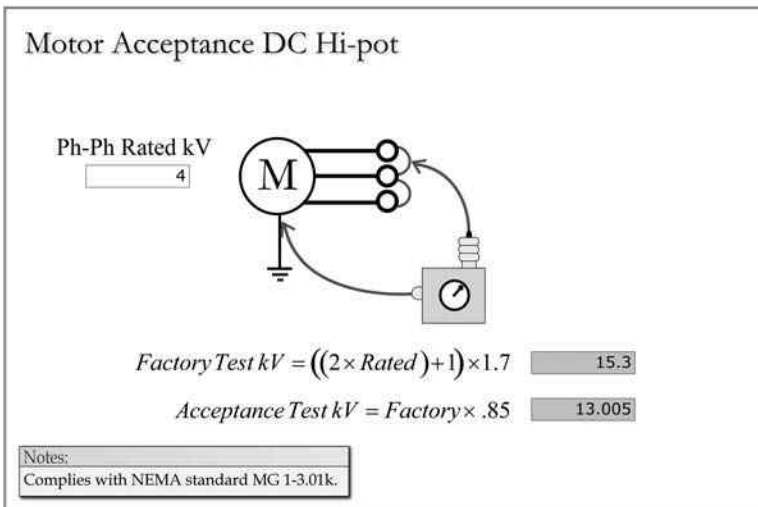 Motor Acceptance DC Hi-pot
Ph-Ph Rated kV
4
M
Factory Test kV = ((2 × Rated) + 1) × 1.7 15.3
Acceptance Test kV = Factory × .85 13.005
Notes:
Complies with NEMA standard MG 1-3.01k.